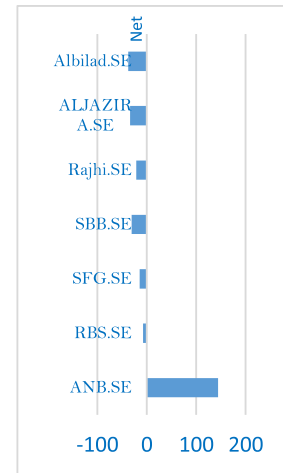 Net
Albilad.SE
ALJAZIR
A.SE
Rajhi.SE
SBB.SE
SFG.SE
RBS.SE
ANB.SE
-100 0 100 200